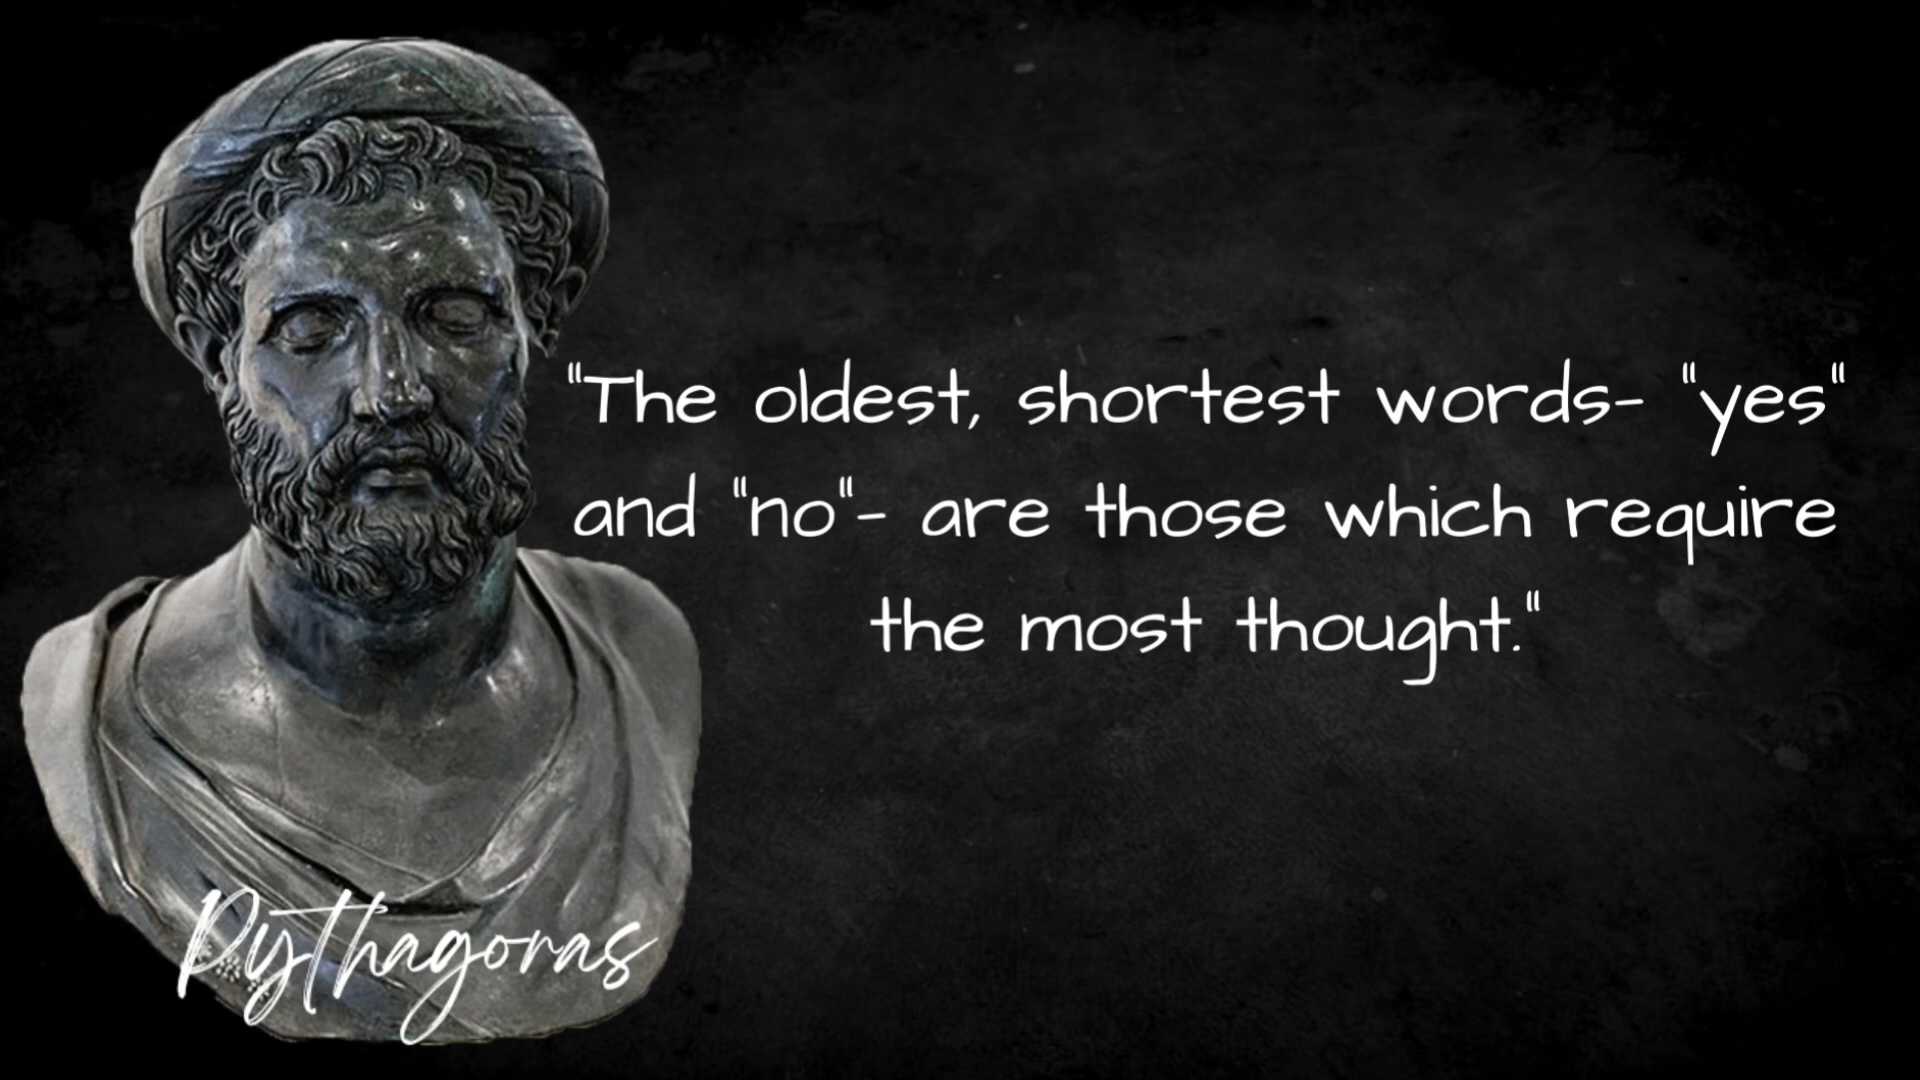 "The oldest, shortest words- "yes"
and "no"- are those which require
the most thought."
Pythagoras